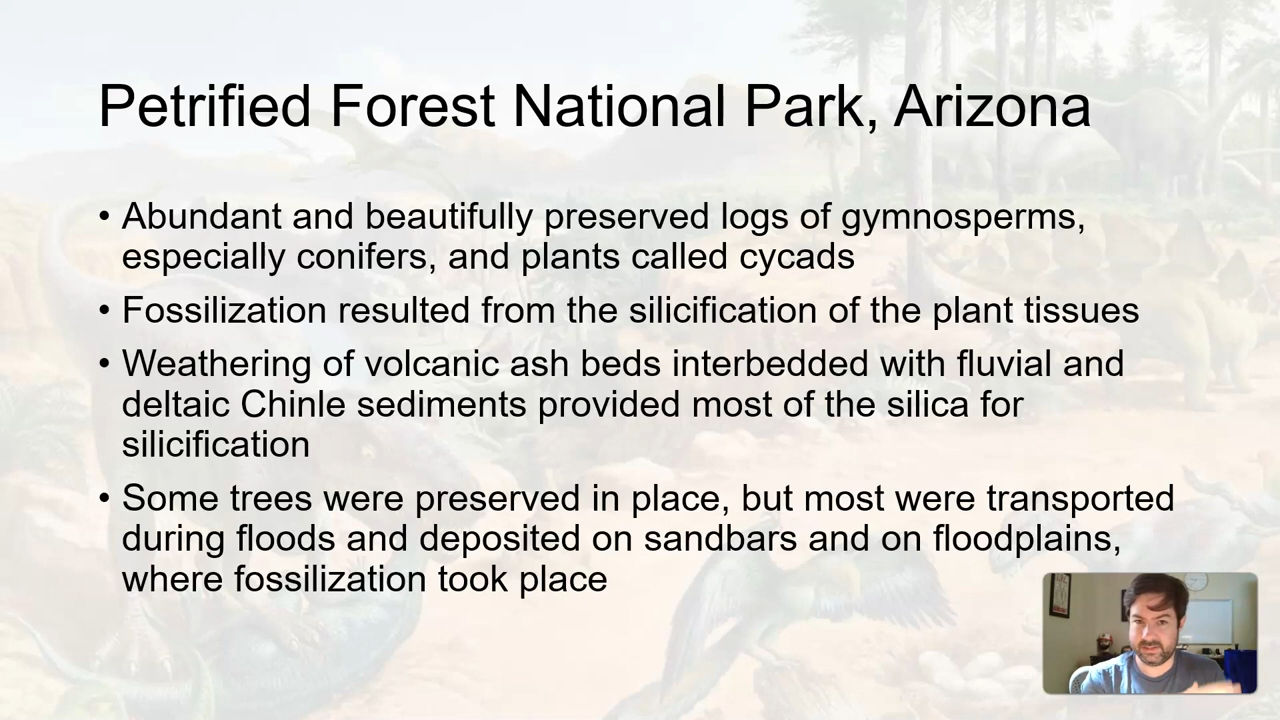 Petrified Forest National Park, Arizona
• Abundant and beautifully preserved logs of gymnosperms,
especially conifers, and plants called cycads
• Fossilization resulted from the silicification of the plant tissues
• Weathering of volcanic ash beds interbedded with fluvial and
deltaic Chinle sediments provided most of the silica for
silicification
• Some trees were preserved in place, but most were transported
during floods and deposited on sandbars and on floodplains,
where fossilization took place